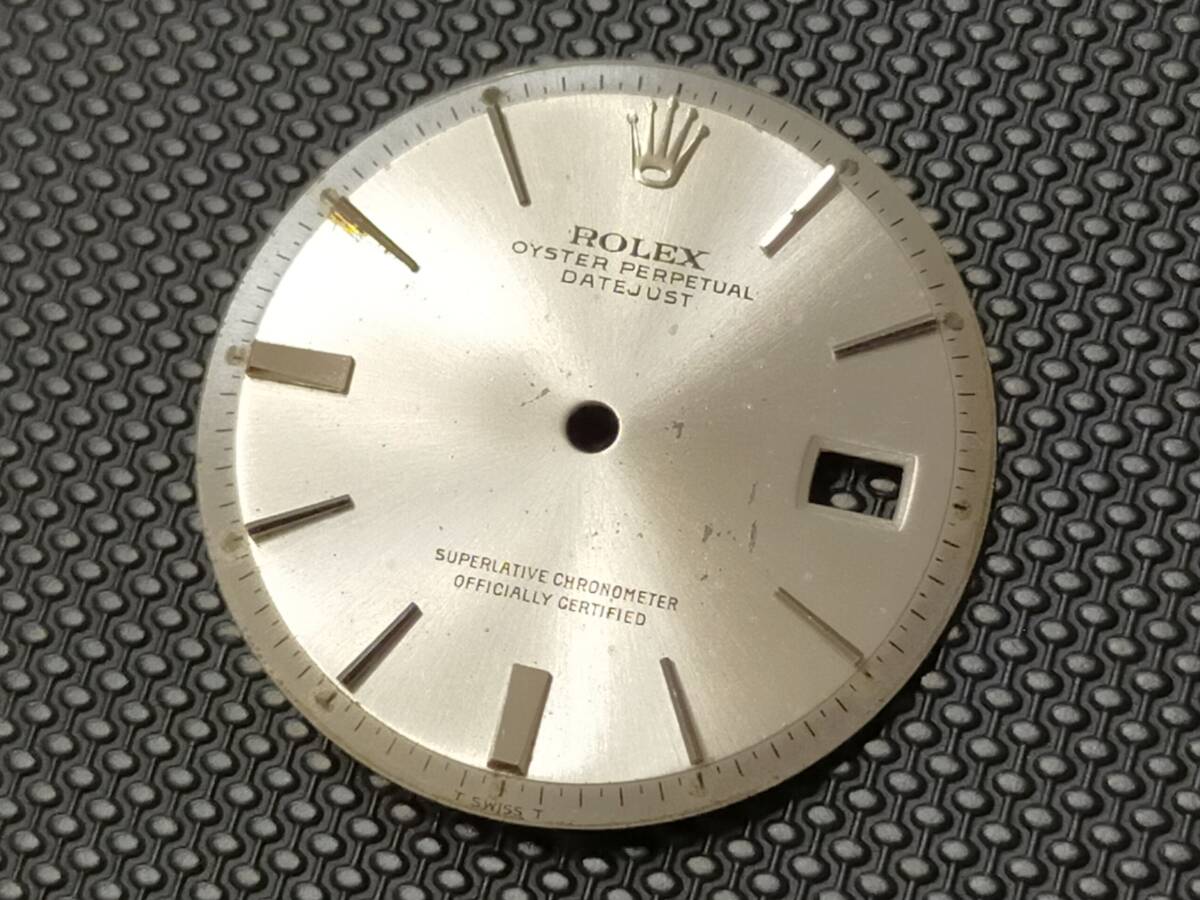 ROLEX
OYSTER PERPETUAL
DATEJUST
SUPERLATIVE CHRONOMETER
OFFICIALLY CERTIFIED
T SWISS T